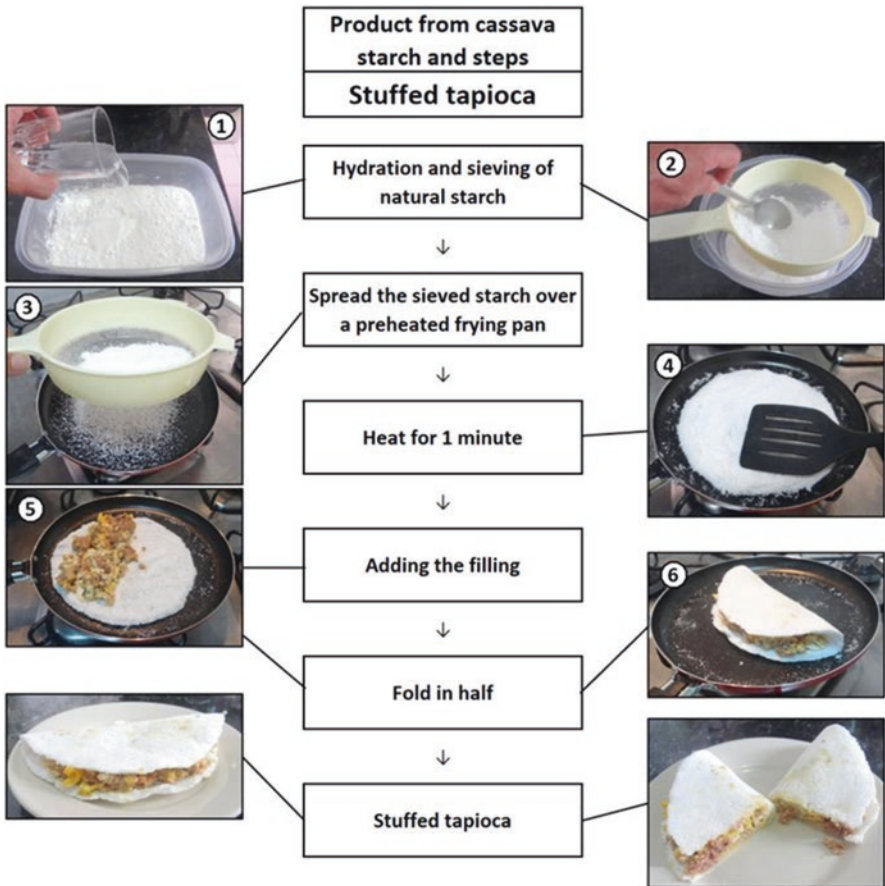 Product from cassava
starch and steps
Stuffed tapioca
1
Hydration and sieving of
natural starch
2
↓
3
Spread the sieved starch over
a preheated frying pan
↓
4
Heat for 1 minute
↓
5
Adding the filling
↓
6
Fold in half
↓
Stuffed tapioca